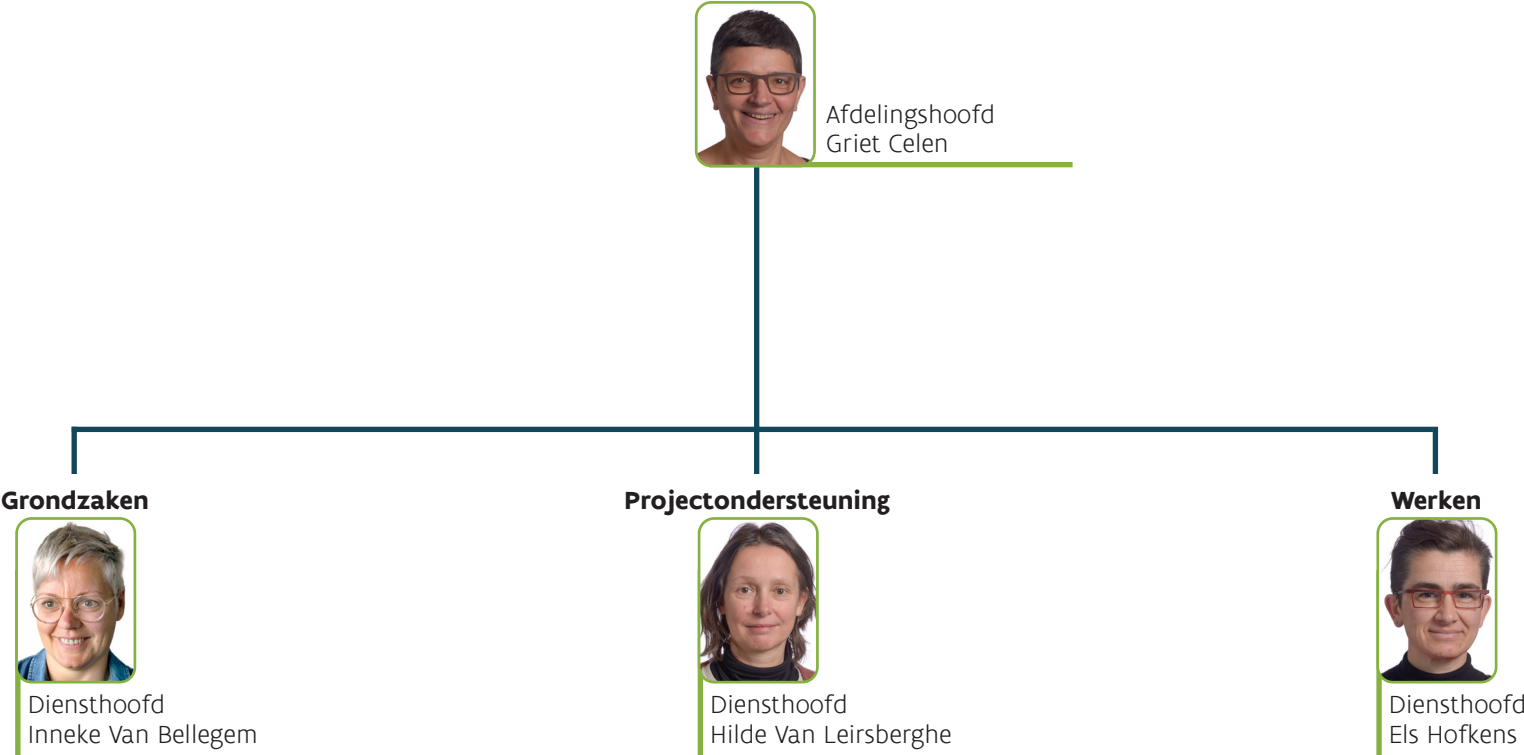 Afdelingshoofd
Griet Celen
Grondzaken
Projectondersteuning
Werken
Diensthoofd
Inneke Van Bellegem
Diensthoofd
Hilde Van Leirsberghe
Diensthoofd
Els Hofkens